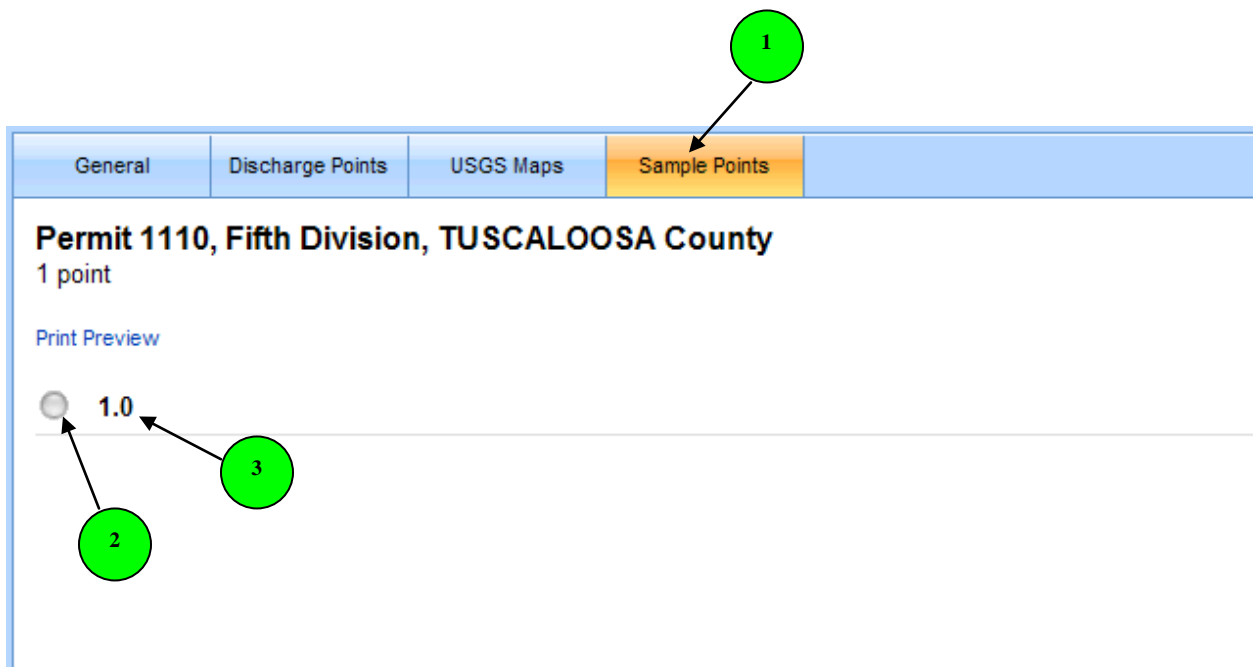 1
General Discharge Points USGS Maps Sample Points
Permit 1110, Fifth Division, TUSCALOOSA County
1 point
Print Preview
1.0
3
2